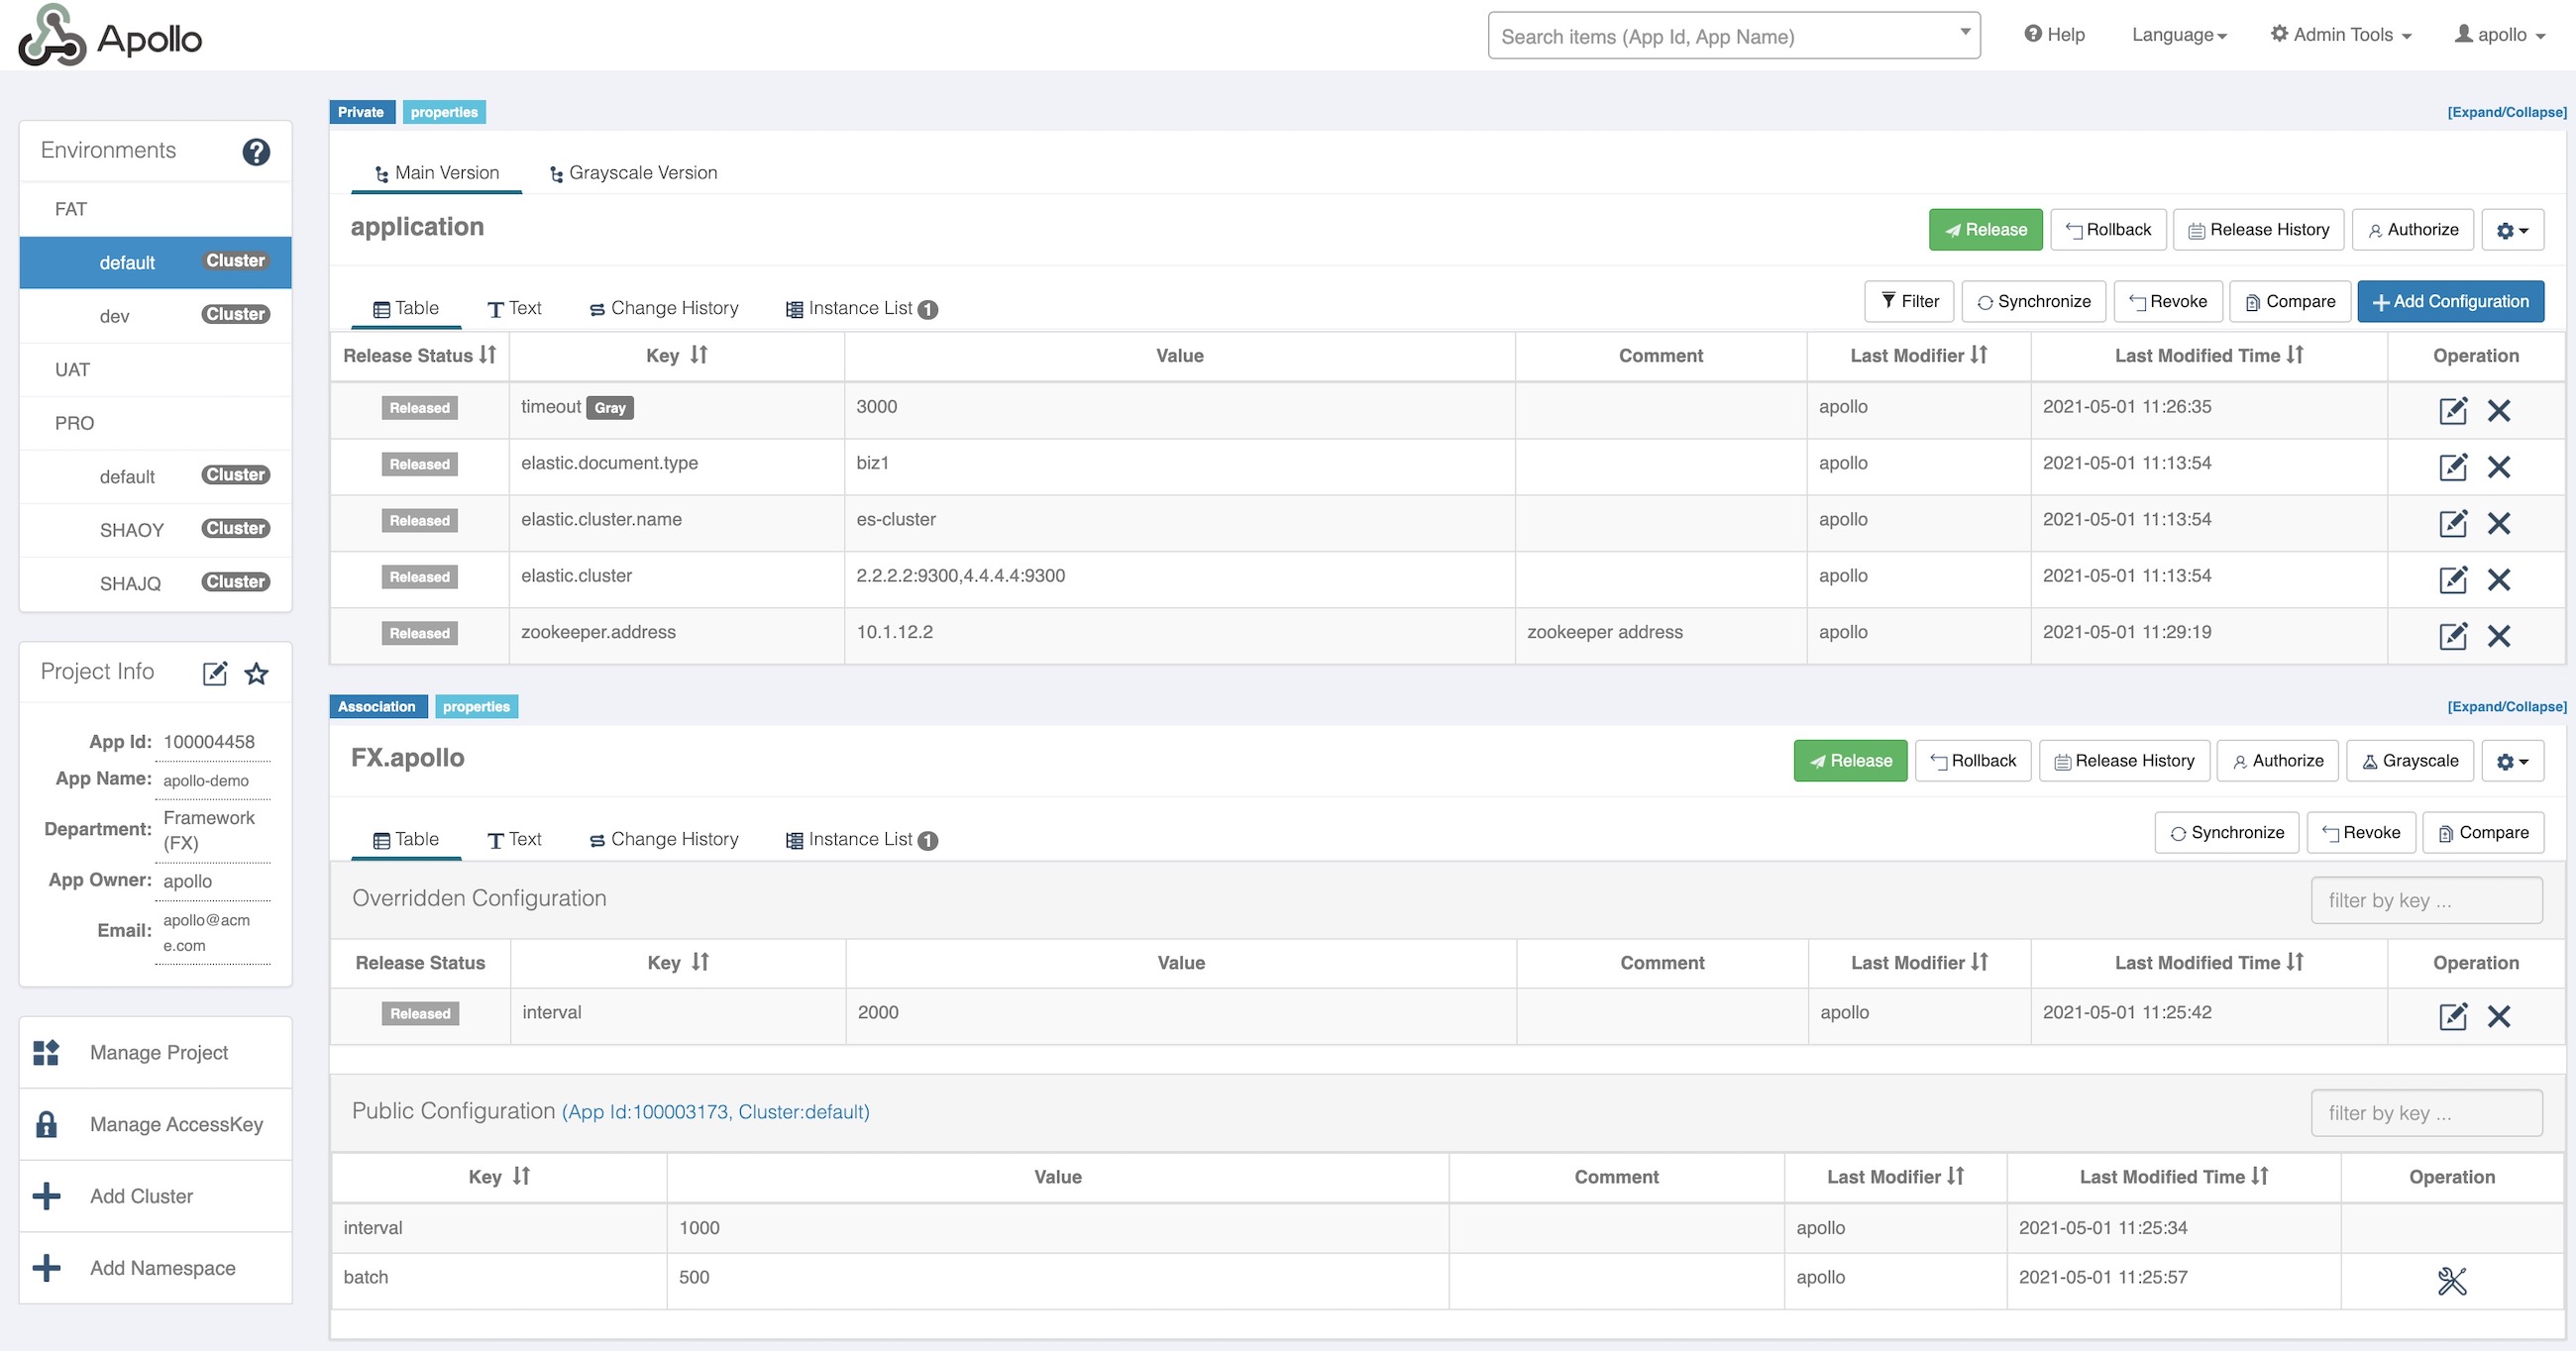 Apollo
Search items (App Id, App Name)
Help
Language
Admin Tools
apollo
Environments
FAT
default Cluster
dev Cluster
UAT
PRO
default Cluster
SHAOY Cluster
SHAJQ Cluster
Project Info
App Id: 100004458
App Name: apollo-demo
Department: Framework
(FX)
App Owner: apollo
Email: apollo@acm
e.com
Manage Project
Manage AccessKey
Add Cluster
Add Namespace
Private properties [Expand/Collapse]
Main Version Grayscale Version
application Release Rollback Release History Authorize
Table Text Change History Instance List 1 Filter Synchronize Revoke Compare Add Configuration
Release Status Key Value Comment Last Modifier Last Modified Time Operation
Released timeout Gray 3000 apollo 2021-05-01 11:26:35
Released elastic.document.type biz1 apollo 2021-05-01 11:13:54
Released elastic.cluster.name es-cluster apollo 2021-05-01 11:13:54
Released elastic.cluster 2.2.2.2:9300,4.4.4.4:9300 apollo 2021-05-01 11:13:54
Released zookeeper.address 10.1.12.2 zookeeper address apollo 2021-05-01 11:29:19
Association properties [Expand/Collapse]
FX.apollo Release Rollback Release History Authorize Grayscale
Table Text Change History Instance List 1 Synchronize Revoke Compare
Overridden Configuration filter by key ...
Release Status Key Value Comment Last Modifier Last Modified Time Operation
Released interval 2000 apollo 2021-05-01 11:25:42
Public Configuration (App Id:100003173, Cluster:default) filter by key ...
Key Value Comment Last Modifier Last Modified Time Operation
interval 1000 apollo 2021-05-01 11:25:34
batch 500 apollo 2021-05-01 11:25:57